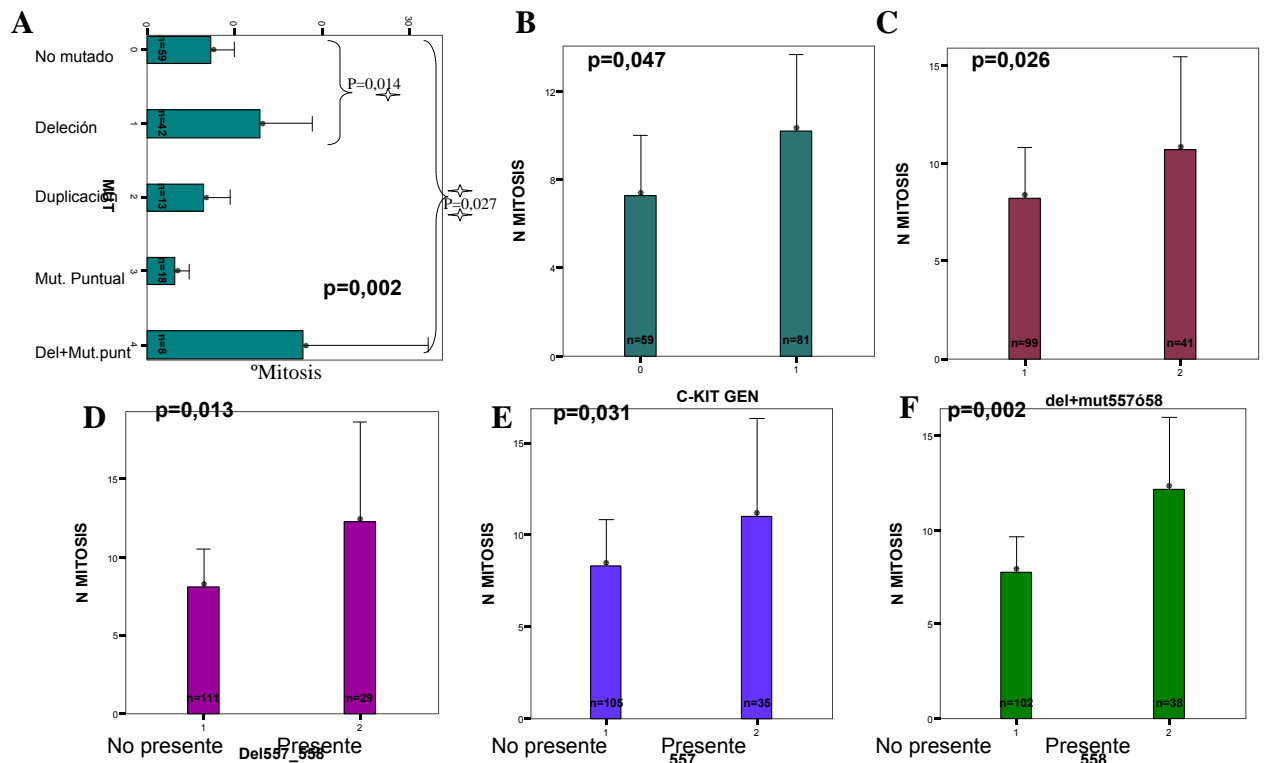 A
0 0 0 30
No mutado
0
n=59
Deleción
1
n=42
Duplicación
2
n=13
Mut. Puntual
3
n=18
Del+Mut.punt
4
n=8
MUT
P=0,014
P=0,027
p=0,002
ºMitosis
B
p=0,047
N MITOSIS
12
8
4
0
n=59
n=81
0 1
C-KIT GEN
C
p=0,026
N MITOSIS
15
10
5
0
n=99
n=41
1 2
del+mut557ó58
D
p=0,013
N MITOSIS
15
10
5
0
n=111
n=29
1 2
No presente Presente
Del557_558
E
p=0,031
N MITOSIS
15
10
5
0
n=105
n=35
1 2
No presente Presente
557
F
p=0,002
N MITOSIS
15
10
5
0
n=102
n=38
1 2
No presente Presente
558